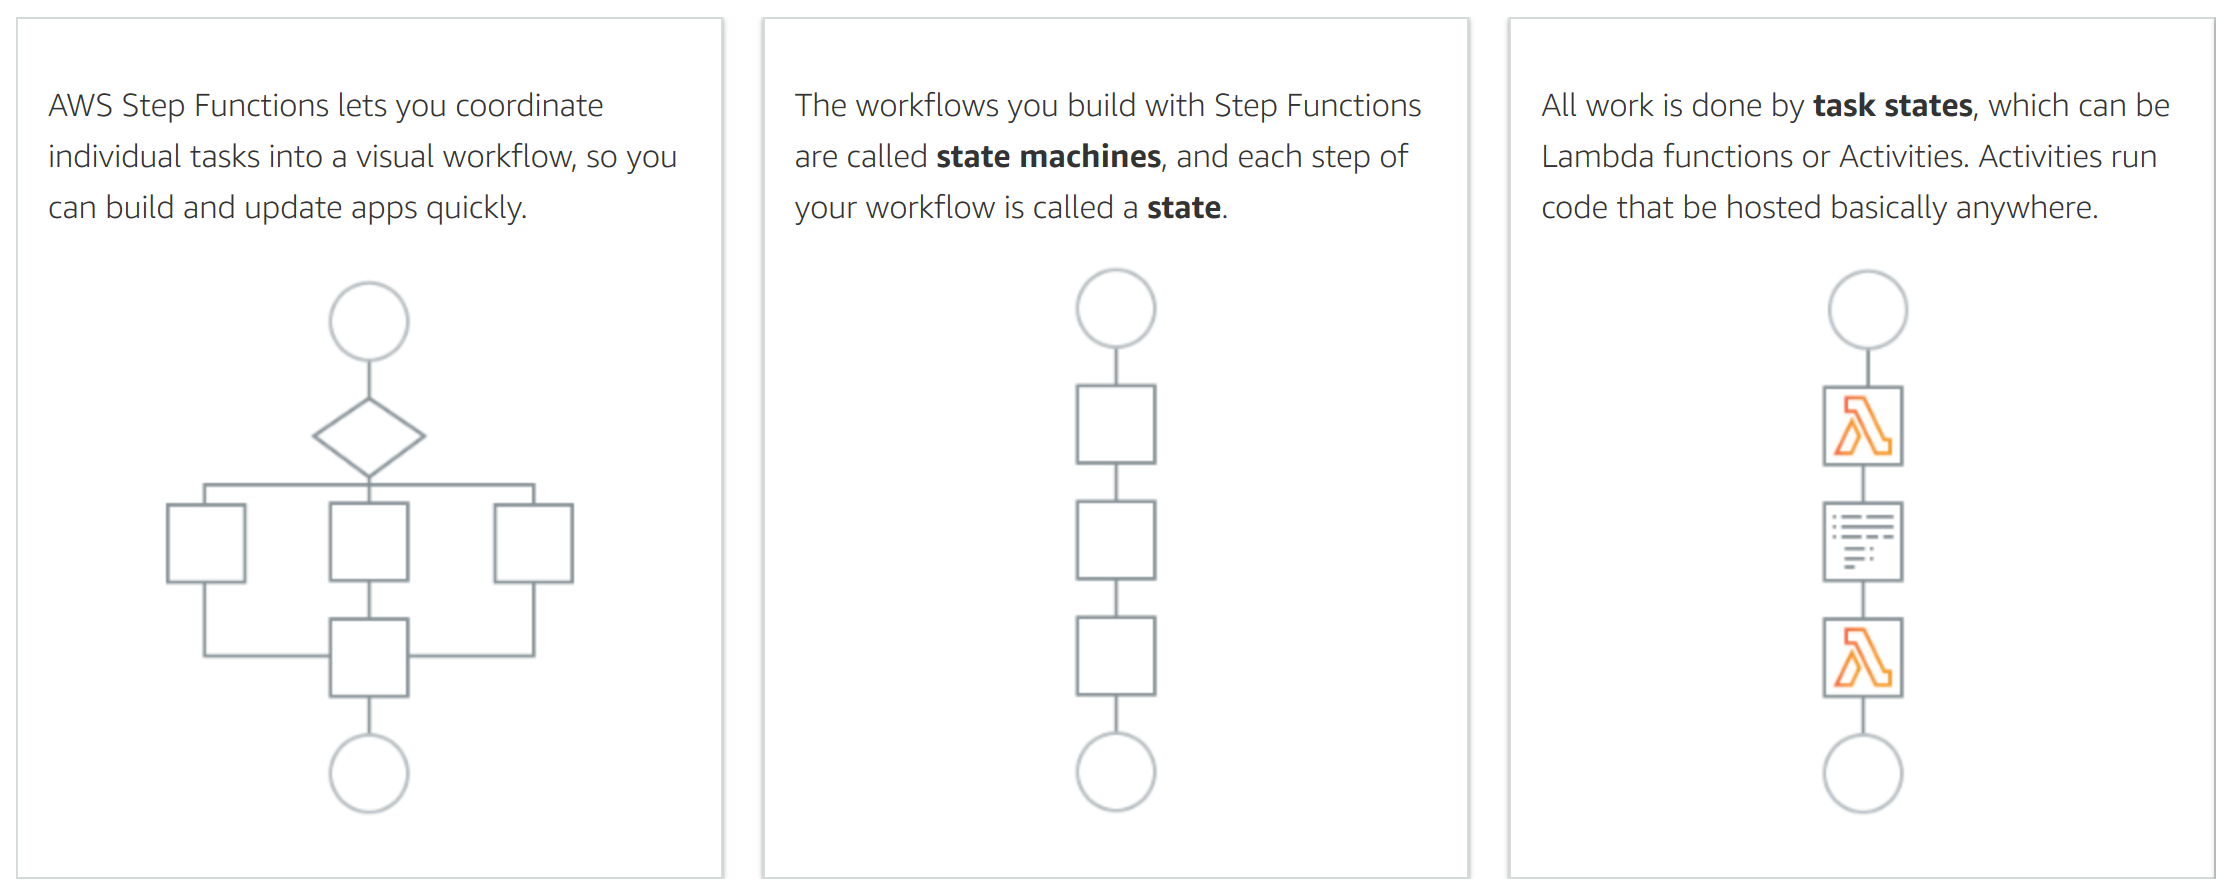 AWS Step Functions lets you coordinate
individual tasks into a visual workflow, so you
can build and update apps quickly.
The workflows you build with Step Functions
are called state machines, and each step of
your workflow is called a state.
All work is done by task states, which can be
Lambda functions or Activities. Activities run
code that be hosted basically anywhere.